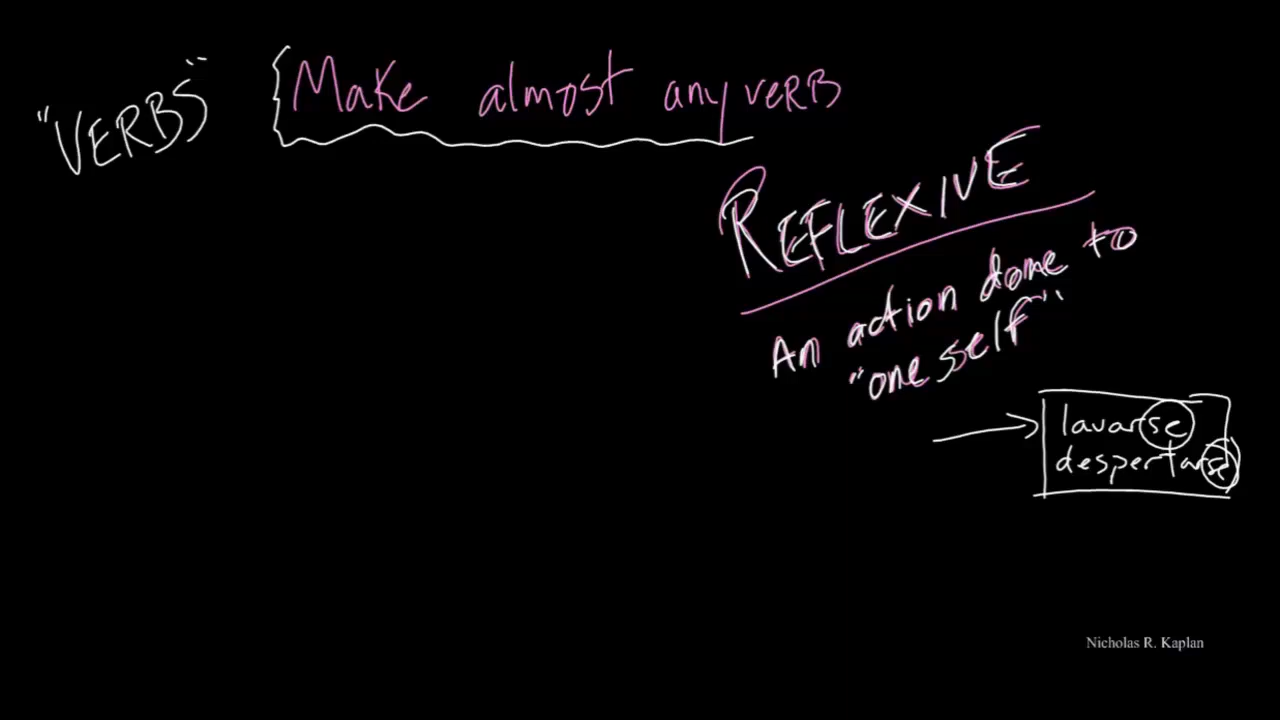 "VERBS"
Make almost any verb
REFLEXIVE
An action done to
"one self"
lavarse
despertarse
Nicholas R. Kaplan